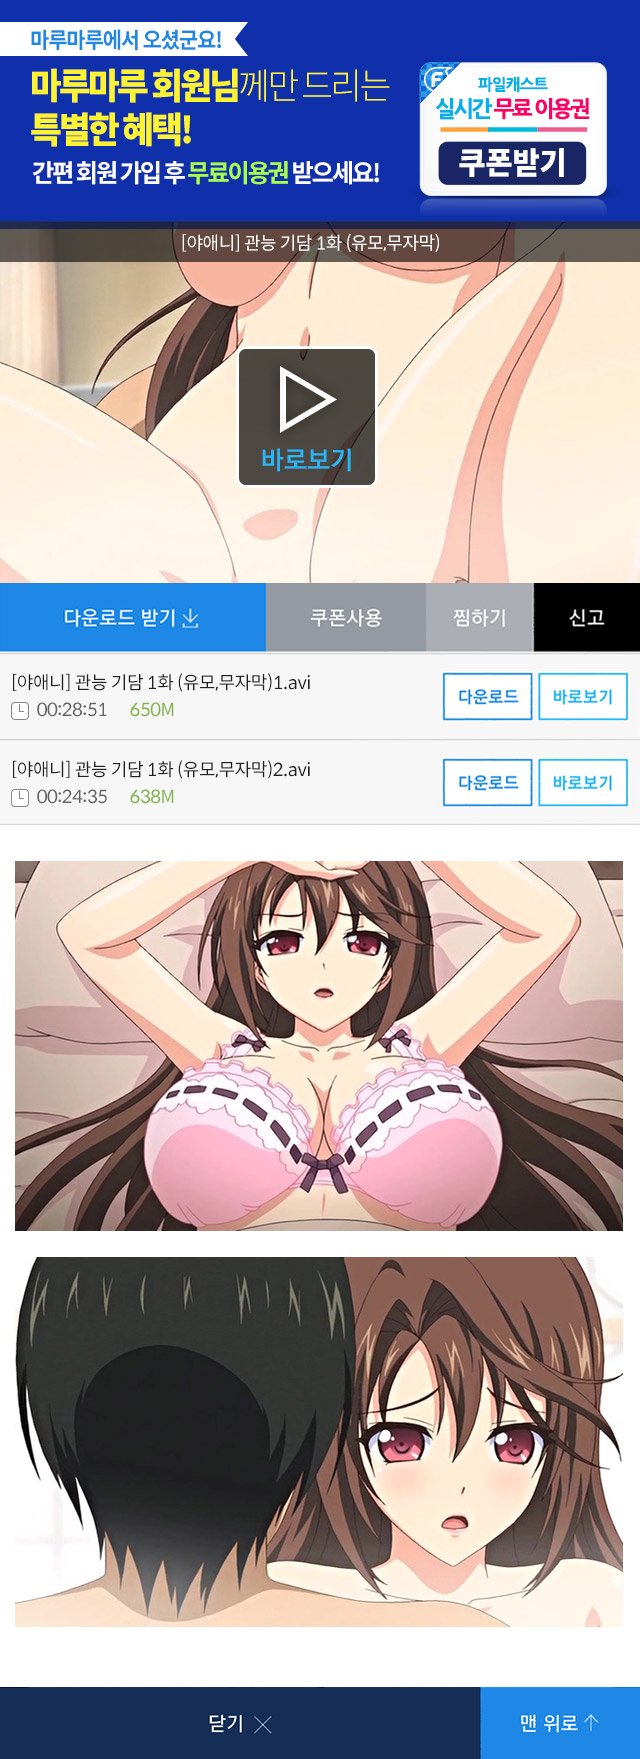 마루마루에서 오셨군요!
마루마루 회원님께만 드리는
특별한 혜택!
간편 회원 가입 후 무료이용권 받으세요!
파일캐스트
실시간 무료 이용권
쿠폰받기
[야애니] 관능 기담 1화 (유모,무자막)
바로보기
다운로드 받기
쿠폰사용
찜하기
신고
[야애니] 관능 기담 1화 (유모,무자막)1.avi
00:28:51 650M
다운로드
바로보기
[야애니] 관능 기담 1화 (유모,무자막)2.avi
00:24:35 638M
다운로드
바로보기
닫기
맨 위로